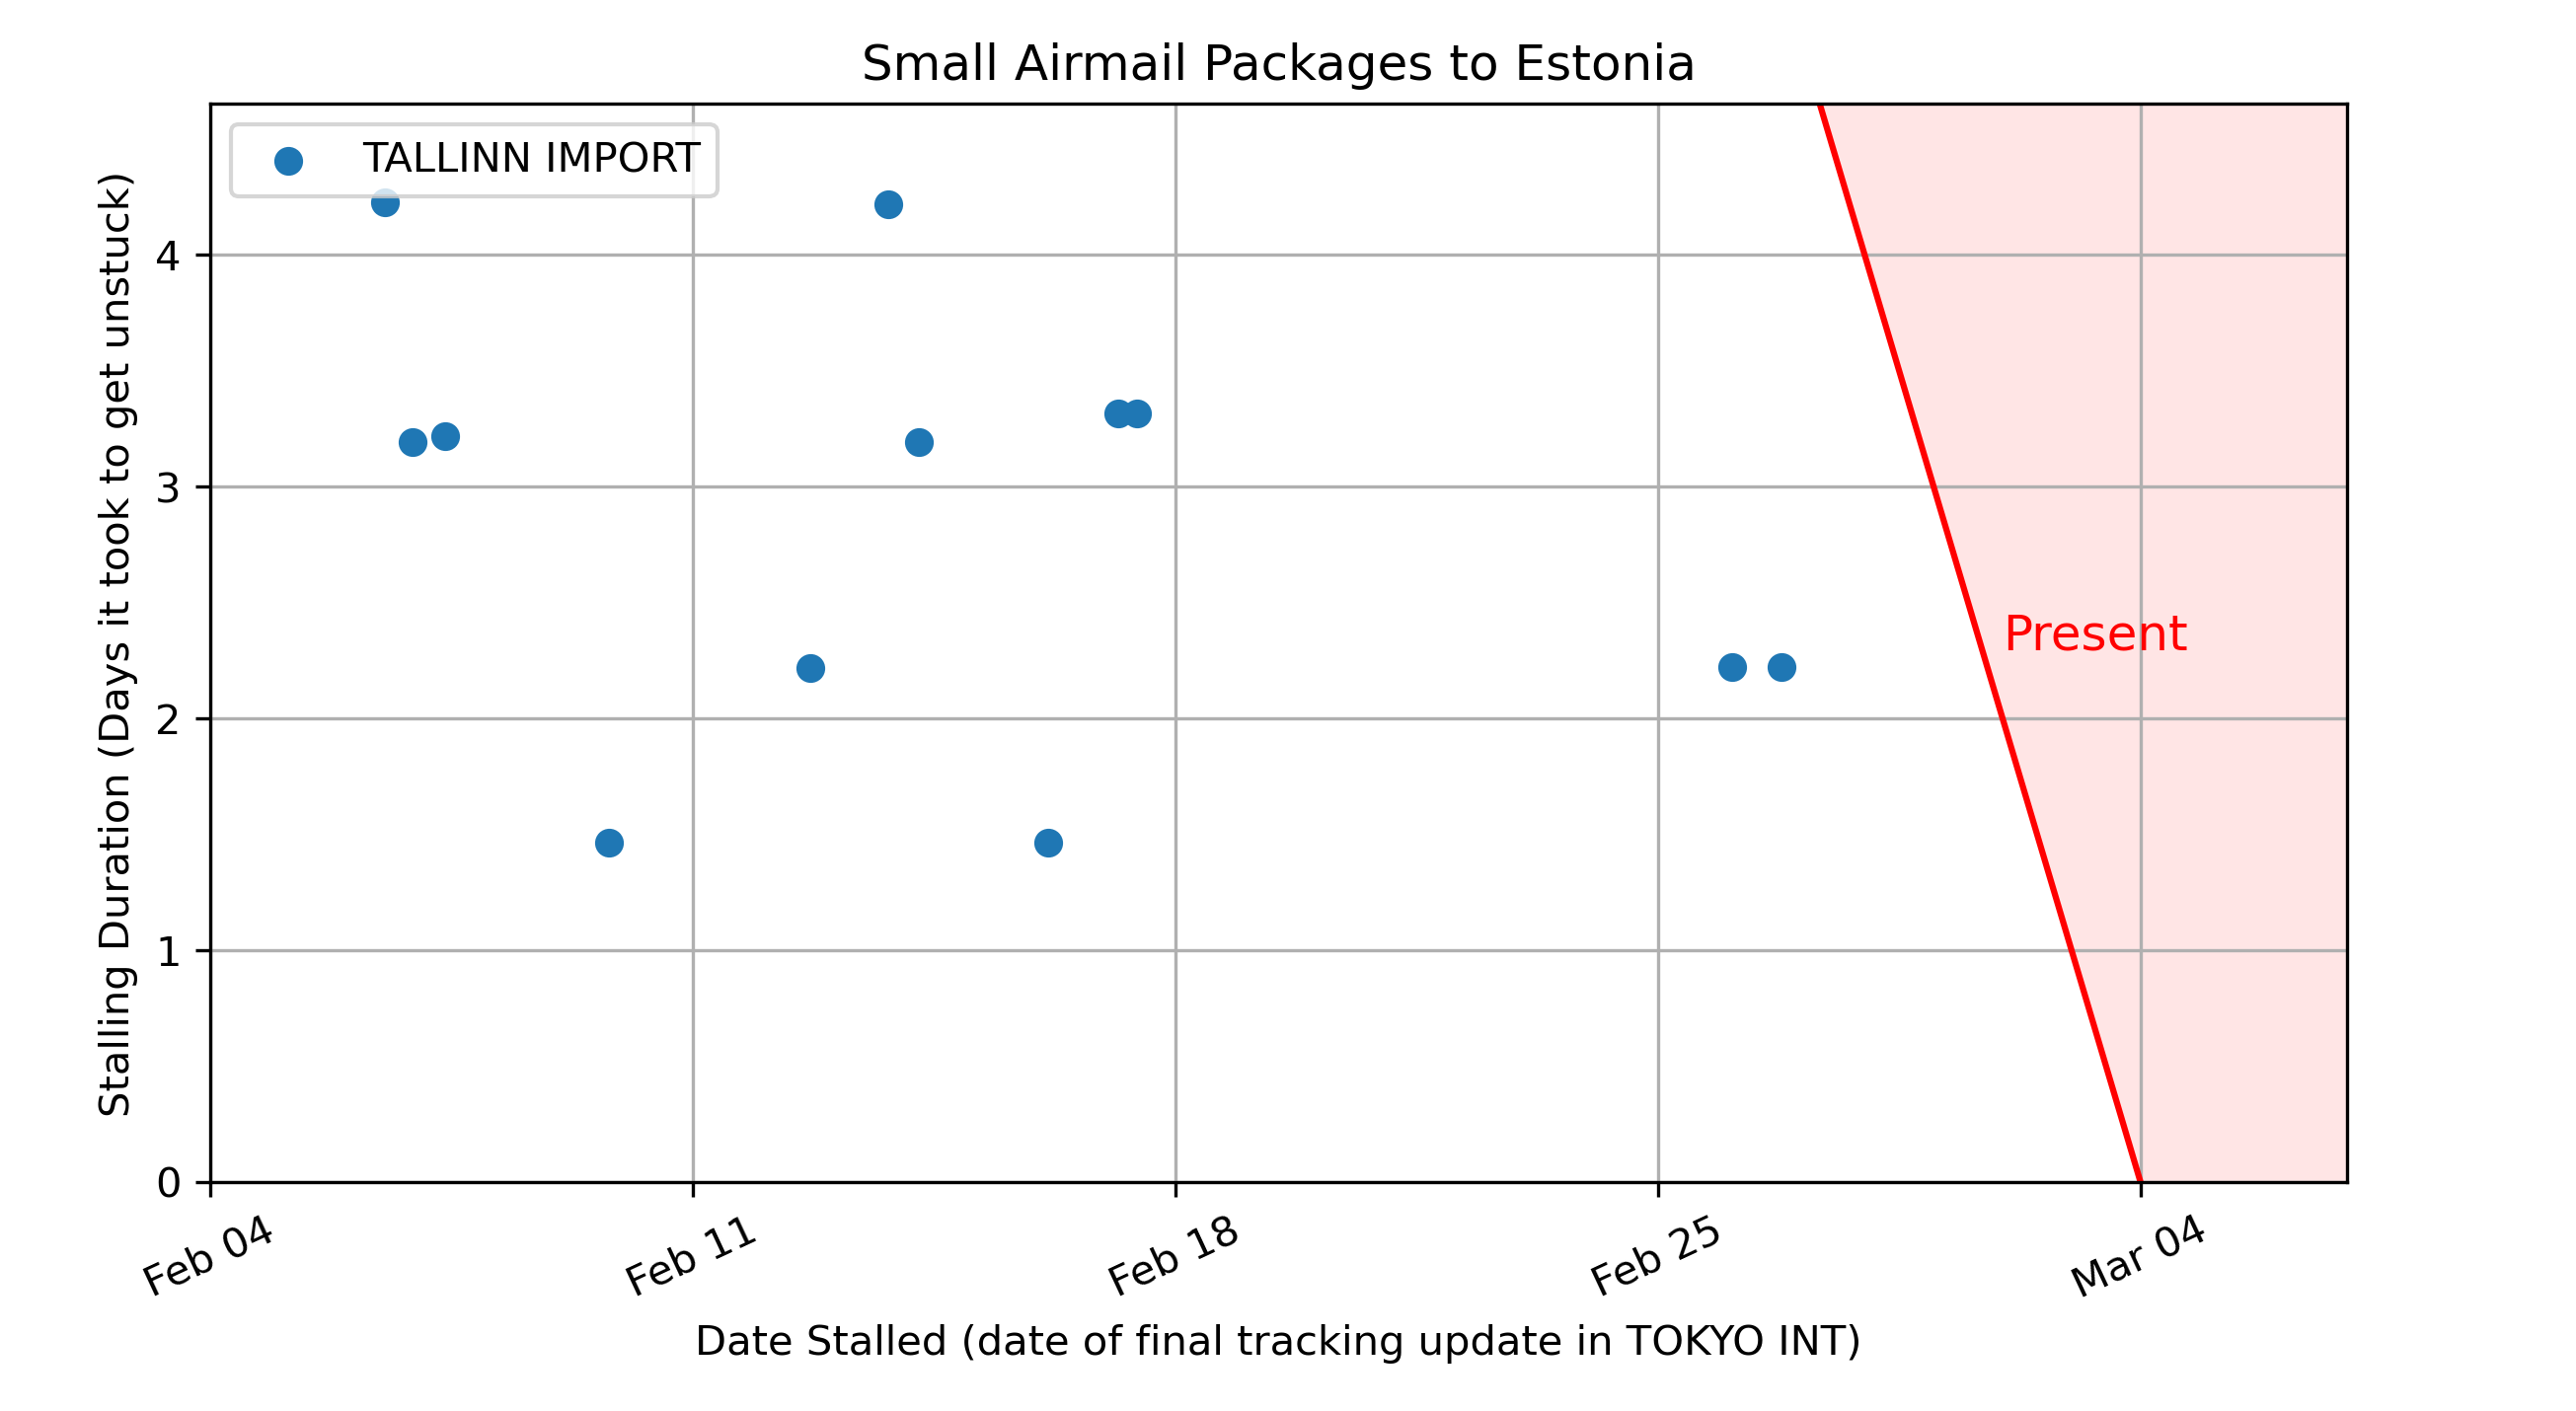 Small Airmail Packages to Estonia
TALLINN IMPORT
Stalling Duration (Days it took to get unstuck)
4
3
2
1
0
Present
Feb 04
Feb 11
Feb 18
Feb 25
Mar 04
Date Stalled (date of final tracking update in TOKYO INT)